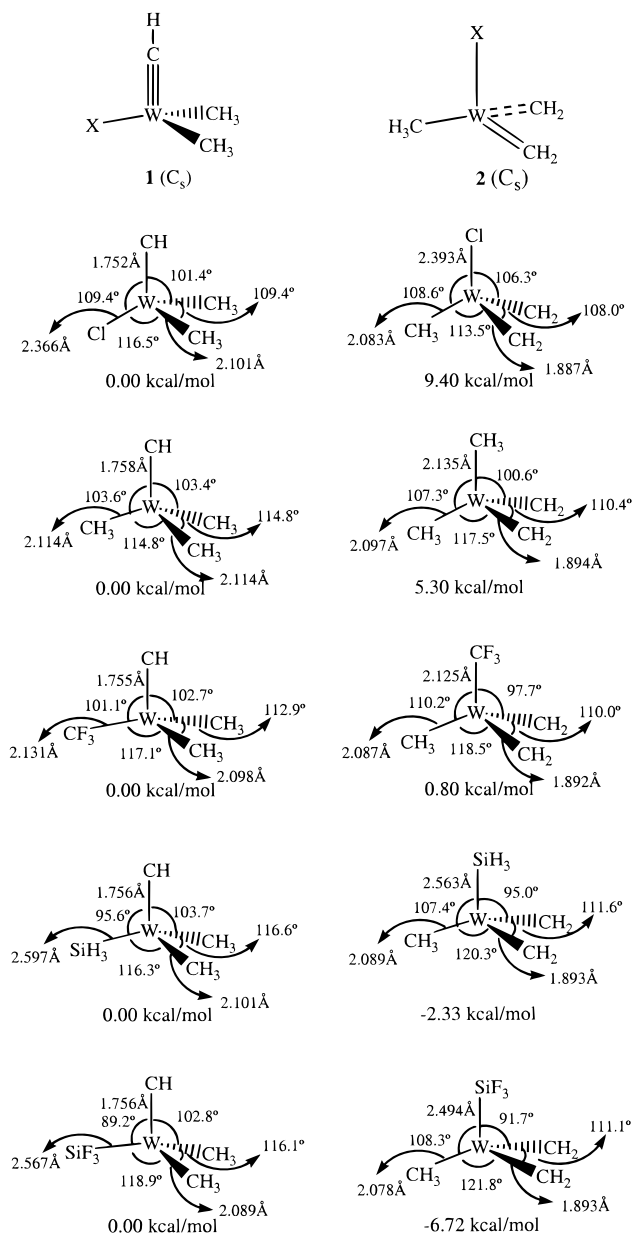 H
C
W
X
CH3
CH3
1 (Cs)
X
W
H3C
CH2
CH2
2 (Cs)
CH
1.752Å
101.4º
109.4º
W
CH3
109.4º
Cl
CH3
2.366Å
116.5º
2.101Å
0.00 kcal/mol
Cl
2.393Å
106.3º
108.6º
W
CH2
108.0º
CH3
CH2
2.083Å
113.5º
1.887Å
9.40 kcal/mol
CH
1.758Å
103.4º
103.6º
W
CH3
114.8º
CH3
CH3
2.114Å
114.8º
2.114Å
0.00 kcal/mol
CH3
2.135Å
100.6º
107.3º
W
CH2
110.4º
CH3
CH2
2.097Å
117.5º
1.894Å
5.30 kcal/mol
CH
1.755Å
102.7º
101.1º
W
CH3
112.9º
CF3
CH3
2.131Å
117.1º
2.098Å
0.00 kcal/mol
CF3
2.125Å
97.7º
110.2º
W
CH2
110.0º
CH3
CH2
2.087Å
118.5º
1.892Å
0.80 kcal/mol
CH
1.756Å
103.7º
95.6º
W
CH3
116.6º
SiH3
CH3
2.597Å
116.3º
2.101Å
0.00 kcal/mol
SiH3
2.563Å
95.0º
107.4º
W
CH2
111.6º
CH3
CH2
2.089Å
120.3º
1.893Å
-2.33 kcal/mol
CH
1.756Å
102.8º
89.2º
W
CH3
116.1º
SiF3
CH3
2.567Å
118.9º
2.089Å
0.00 kcal/mol
SiF3
2.494Å
91.7º
108.3º
W
CH2
111.1º
CH3
CH2
2.078Å
121.8º
1.893Å
-6.72 kcal/mol